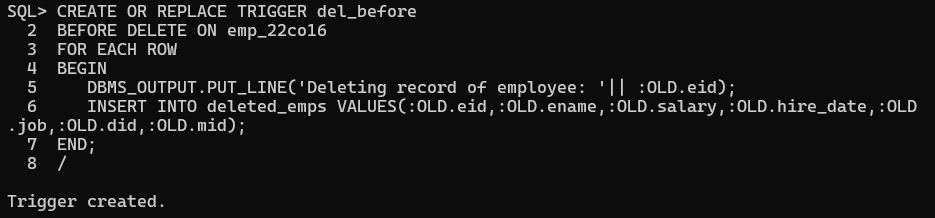 SQL> CREATE OR REPLACE TRIGGER del_before
  2  BEFORE DELETE ON emp_22co16
  3  FOR EACH ROW
  4  BEGIN
  5     DBMS_OUTPUT.PUT_LINE('Deleting record of employee: '|| :OLD.eid);
  6     INSERT INTO deleted_emps VALUES(:OLD.eid,:OLD.ename,:OLD.salary,:OLD.hire_date,:OLD
.job,:OLD.did,:OLD.mid);
  7  END;
  8  /
Trigger created.